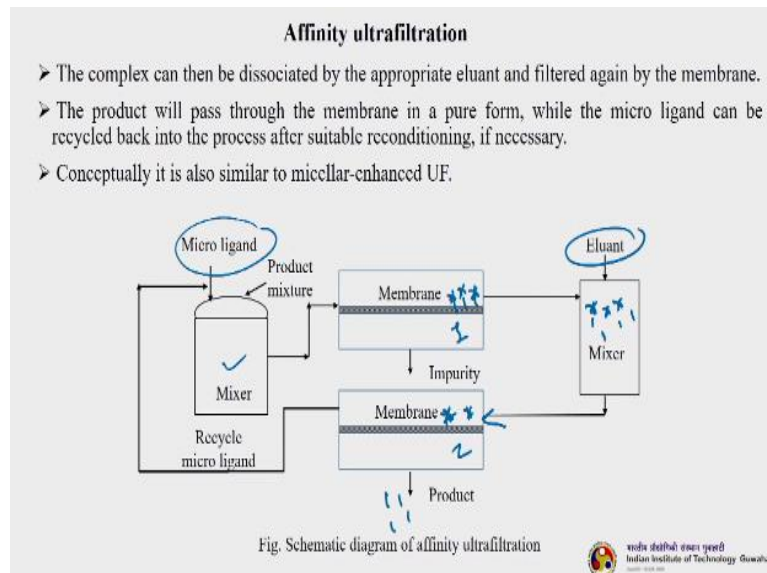 Affinity ultrafiltration
➤ The complex can then be dissociated by the appropriate eluant and filtered again by the membrane.
➤ The product will pass through the membrane in a pure form, while the micro ligand can be
recycled back into the process after suitable reconditioning, if necessary.
➤ Conceptually it is also similar to micellar-enhanced UF.
Micro ligand
Product
mixture
Mixer
Membrane
1
Impurity
Eluant
Mixer
Membrane
2
Recycle
micro ligand
Product
Fig. Schematic diagram of affinity ultrafiltration
भारतीय प्रौद्योगिकी संस्थान गुवाहाटी
Indian Institute of Technology Guwah